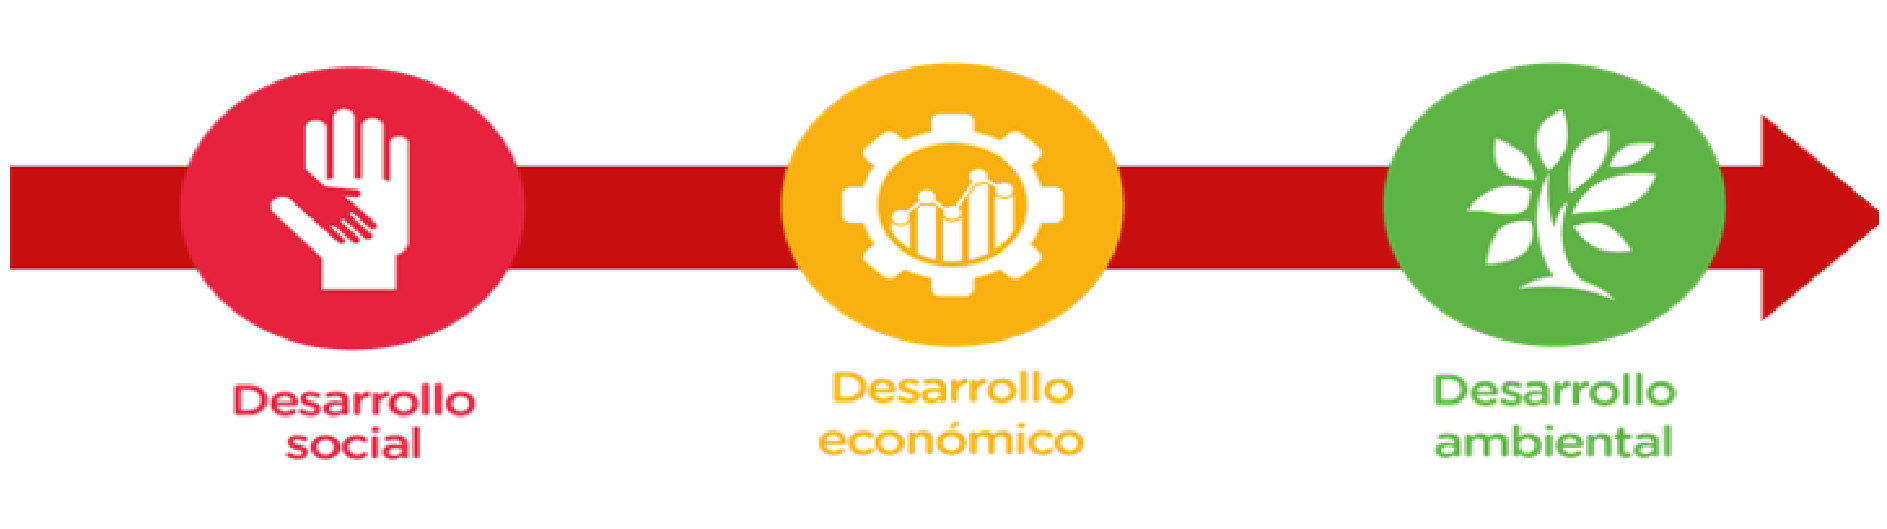 Desarrollo
social
Desarrollo
económico
Desarrollo
ambiental